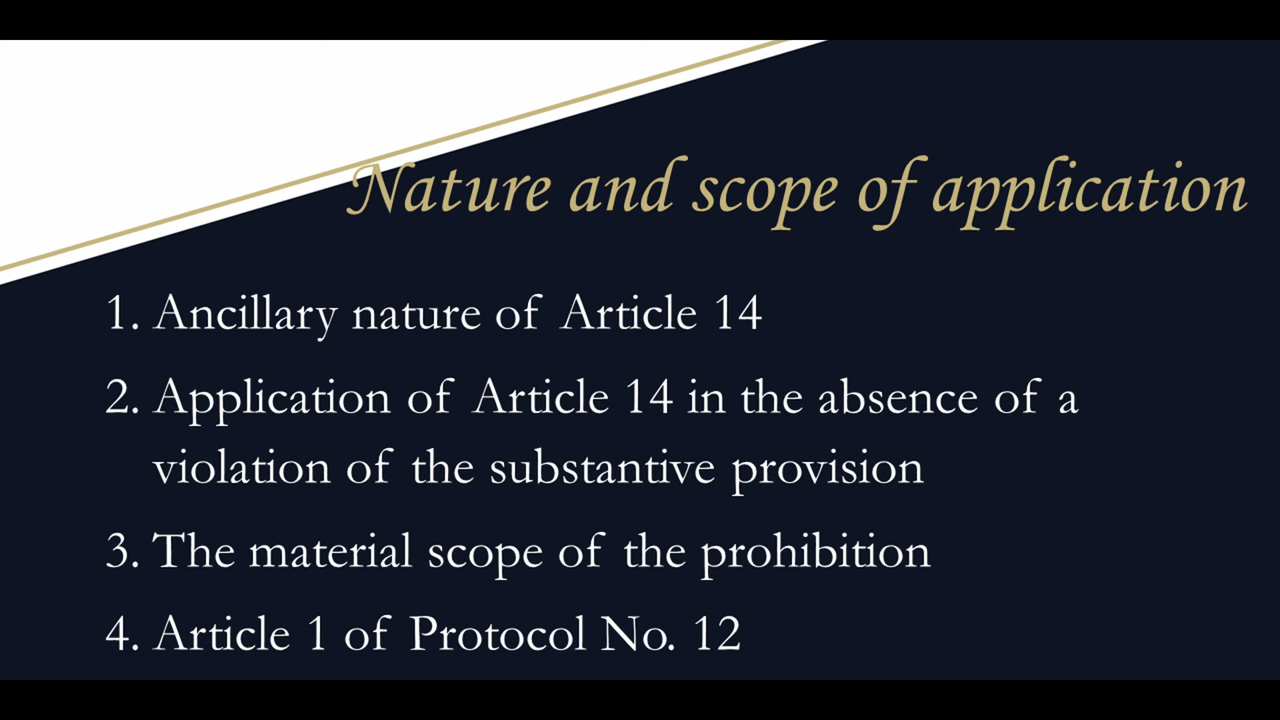 Nature and scope of application
1. Ancillary nature of Article 14
2. Application of Article 14 in the absence of a
violation of the substantive provision
3. The material scope of the prohibition
4. Article 1 of Protocol No. 12